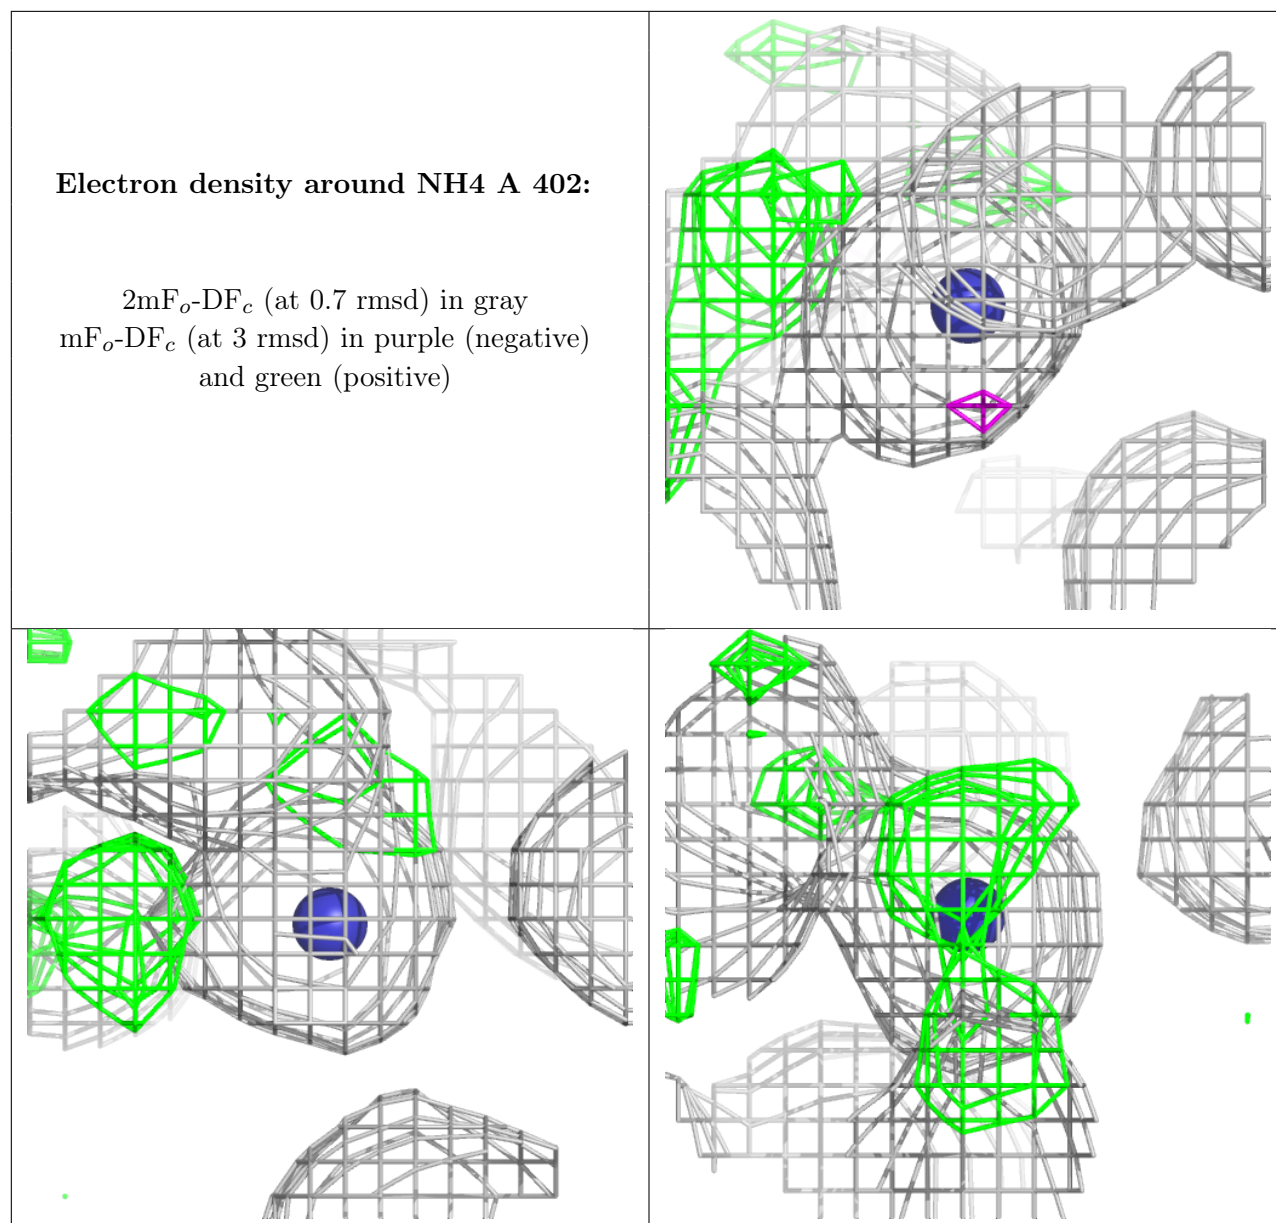 Electron density around NH4 A 402:
2mFo-DFc (at 0.7 rmsd) in gray
mFo-DFc (at 3 rmsd) in purple (negative)
and green (positive)